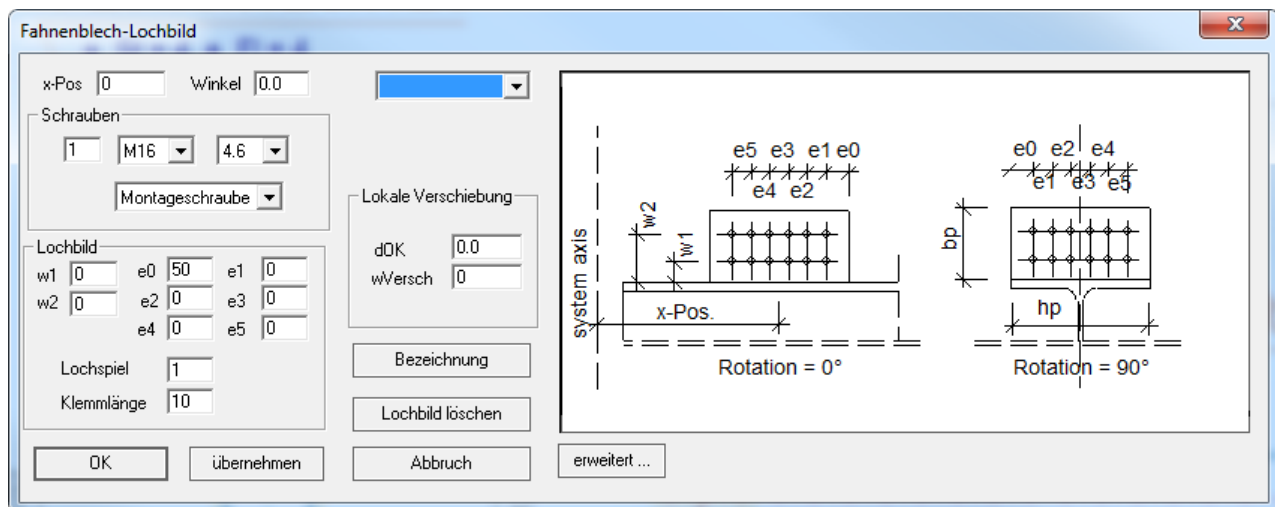 Fahnenblech-Lochbild
x-Pos 0 Winkel 0.0
Schrauben
1 M16 4.6
Montageschraube
Lochbild
w1 0 e0 50 e1 0
w2 0 e2 0 e3 0
e4 0 e5 0
Lochspiel 1
Klemmlänge 10
OK übernehmen
Lokale Verschiebung
dOK 0.0
wVersch 0
Bezeichnung
Lochbild löschen
Abbruch
e5 e3 e1 e0
e4 e2
w2
w1
system axis
x-Pos.
Rotation = 0°
e0 e2 e4
e1 e3 e5
bp
hp
Rotation = 90°
erweitert ...